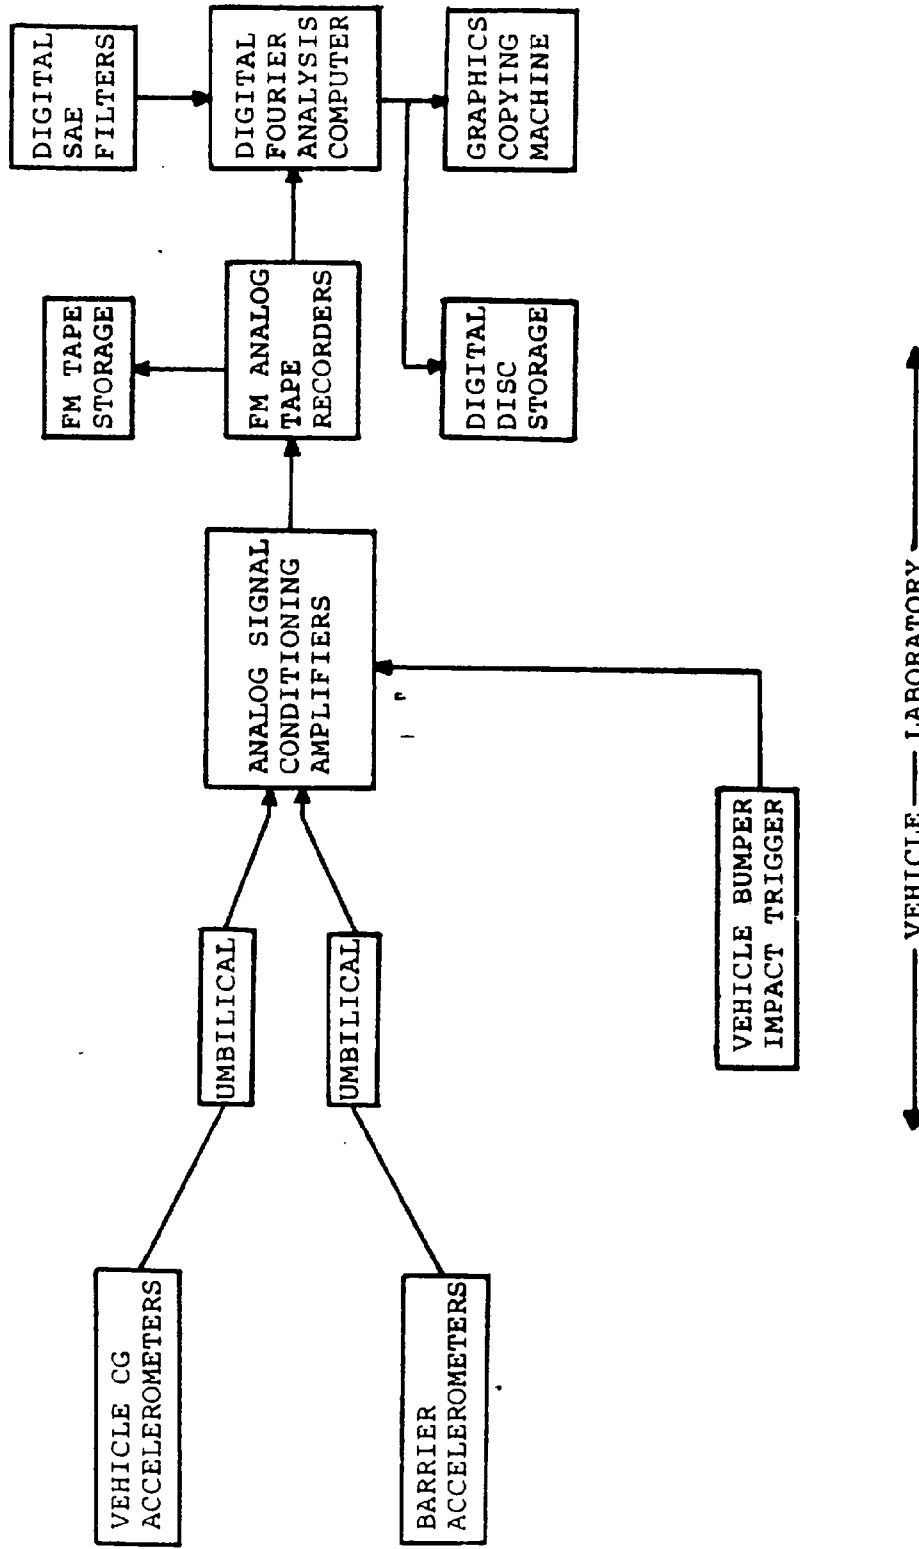 VEHICLE CG
ACCELEROMETERS
BARRIER
ACCELEROMETERS
UMBILICAL
UMBILICAL
VEHICLE BUMPER
IMPACT TRIGGER
ANALOG SIGNAL
CONDITIONING
AMPLIFIERS
FM TAPE
STORAGE
FM ANALOG
TAPE
RECORDERS
DIGITAL
DISC
STORAGE
DIGITAL
SAE
FILTERS
DIGITAL
FOURIER
ANALYSIS
COMPUTER
GRAPHICS
COPYING
MACHINE
VEHICLE LABORATORY